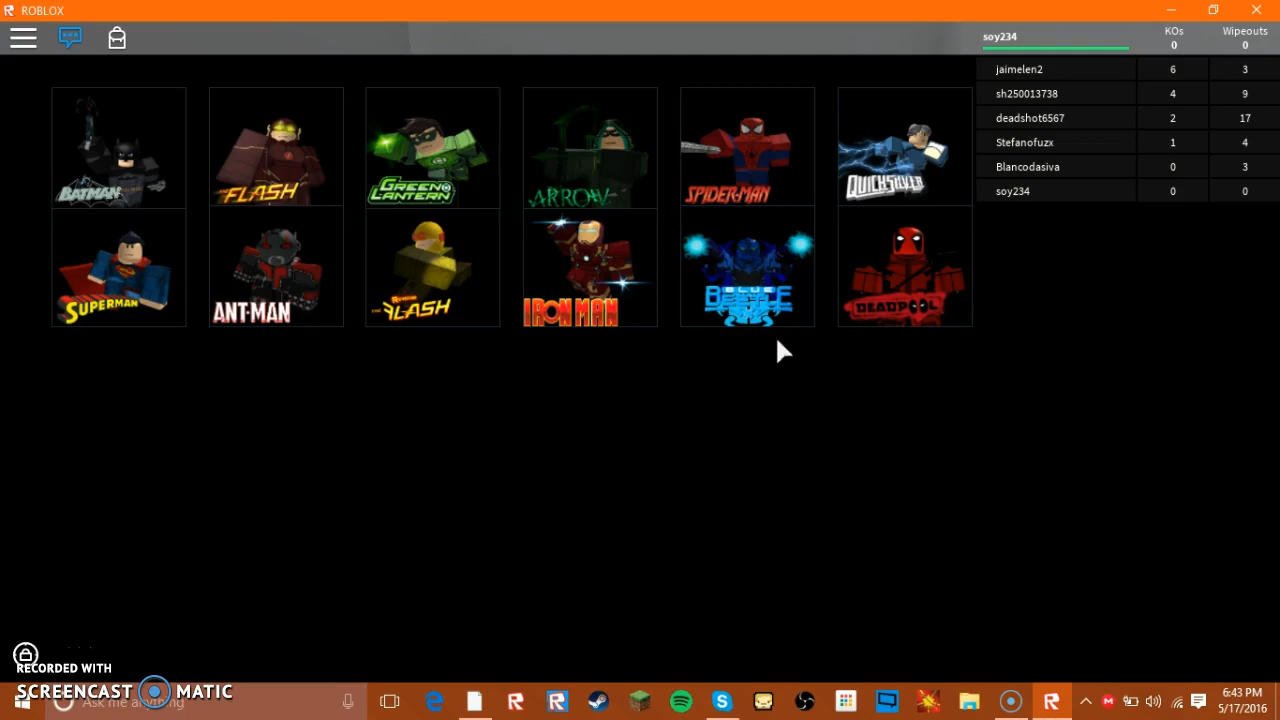 ROBLOX
soy234 KOs 0 Wipeouts 0
jaimelen2 6 3
sh250013738 4 9
deadshot6567 2 17
Stefanofuzx 1 4
Blancodasiva 0 3
soy234 0 0
BATMAN THE FLASH GREEN LANTERN ARROW SPIDER-MAN QUICKSILVER
SUPERMAN ANT-MAN REVERSE FLASH IRON MAN BLUE BEETLE DEADPOOL
RECORDED WITH
SCREENCAST MATIC
Ask me anything
6:43 PM
5/17/2016